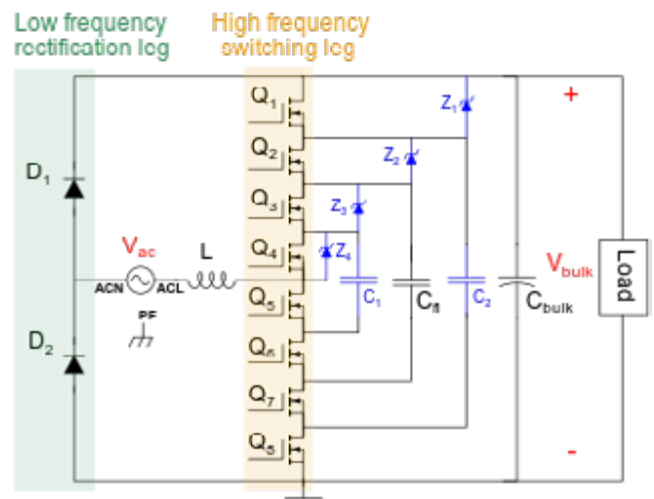 Low frequency
rectification leg
High frequency
switching leg
Q1
Q2
Q3
Q4
Q5
Q6
Q7
Q8
D1
D2
Vac
L
ACN
ACL
PE
Z1
Z2
Z3
Z4
C1
Cfl
C2
Cbulk
+
Vbulk
-
Load